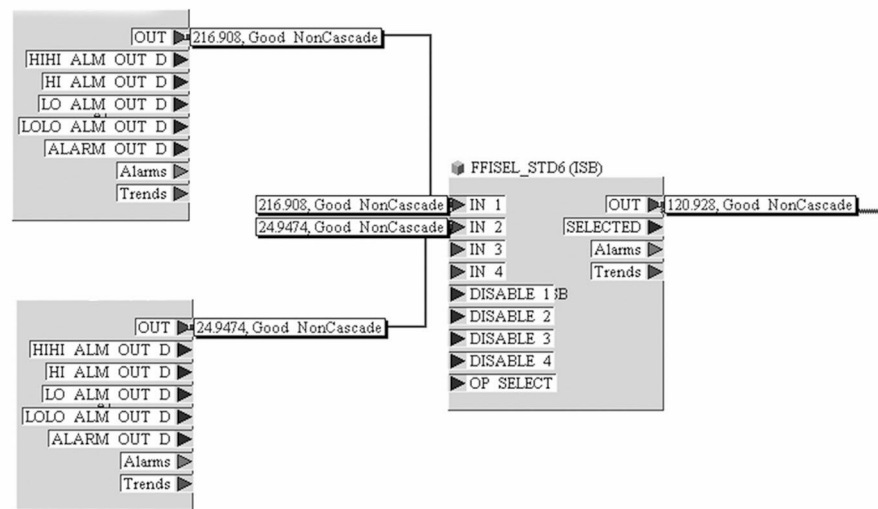 OUT
216.908, Good NonCascade
HIHI ALM OUT D
HI ALM OUT D
LO ALM OUT D
LOLO ALM OUT D
ALARM OUT D
Alarms
Trends
FFISEL_STD6 (ISB)
216.908, Good NonCascade
IN 1
24.9474, Good NonCascade
IN 2
IN 3
IN 4
DISABLE 1
DISABLE 2
DISABLE 3
DISABLE 4
OP SELECT
OUT
120.928, Good NonCascade
SELECTED
Alarms
Trends
OUT
24.9474, Good NonCascade
HIHI ALM OUT D
HI ALM OUT D
LO ALM OUT D
LOLO ALM OUT D
ALARM OUT D
Alarms
Trends